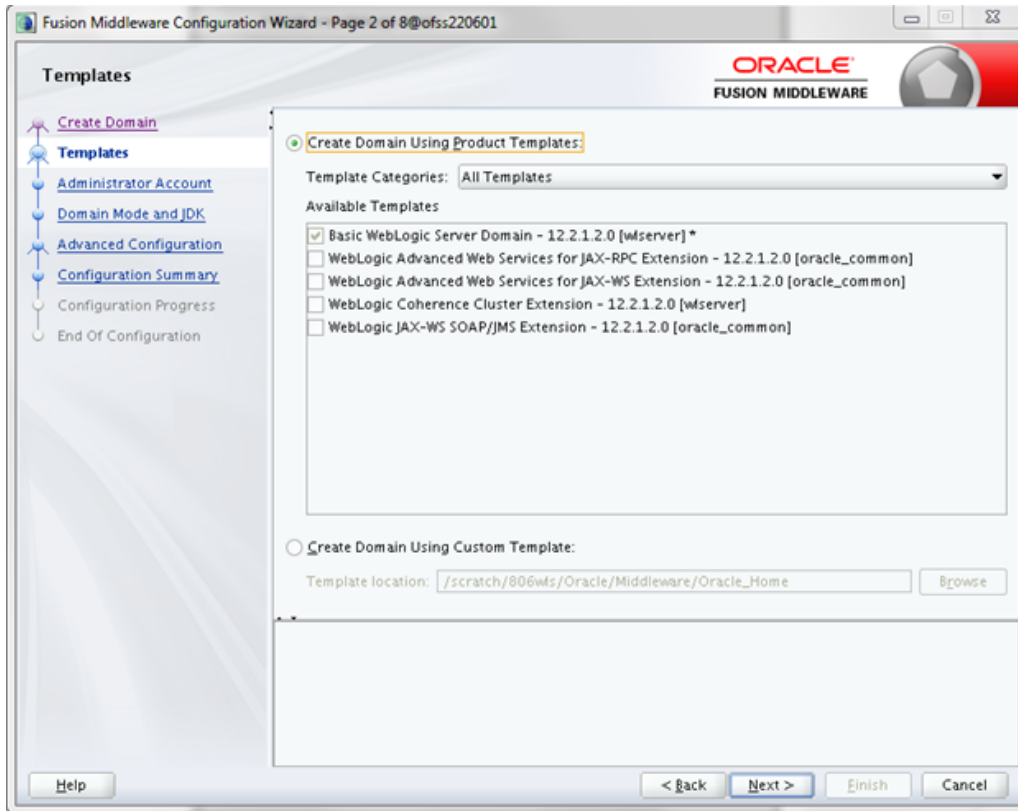 Fusion Middleware Configuration Wizard - Page 2 of 8@ofss220601
Templates
ORACLE
FUSION MIDDLEWARE
Create Domain
Templates
Administrator Account
Domain Mode and JDK
Advanced Configuration
Configuration Summary
Configuration Progress
End Of Configuration
Create Domain Using Product Templates:
Template Categories: All Templates
Available Templates
Basic WebLogic Server Domain - 12.2.1.2.0 [wlserver] *
WebLogic Advanced Web Services for JAX-RPC Extension - 12.2.1.2.0 [oracle_common]
WebLogic Advanced Web Services for JAX-WS Extension - 12.2.1.2.0 [oracle_common]
WebLogic Coherence Cluster Extension - 12.2.1.2.0 [wlserver]
WebLogic JAX-WS SOAP/JMS Extension - 12.2.1.2.0 [oracle_common]
Create Domain Using Custom Template:
Template location: /scratch/806wls/Oracle/Middleware/Oracle_Home Browse
Help < Back Next > Finish Cancel